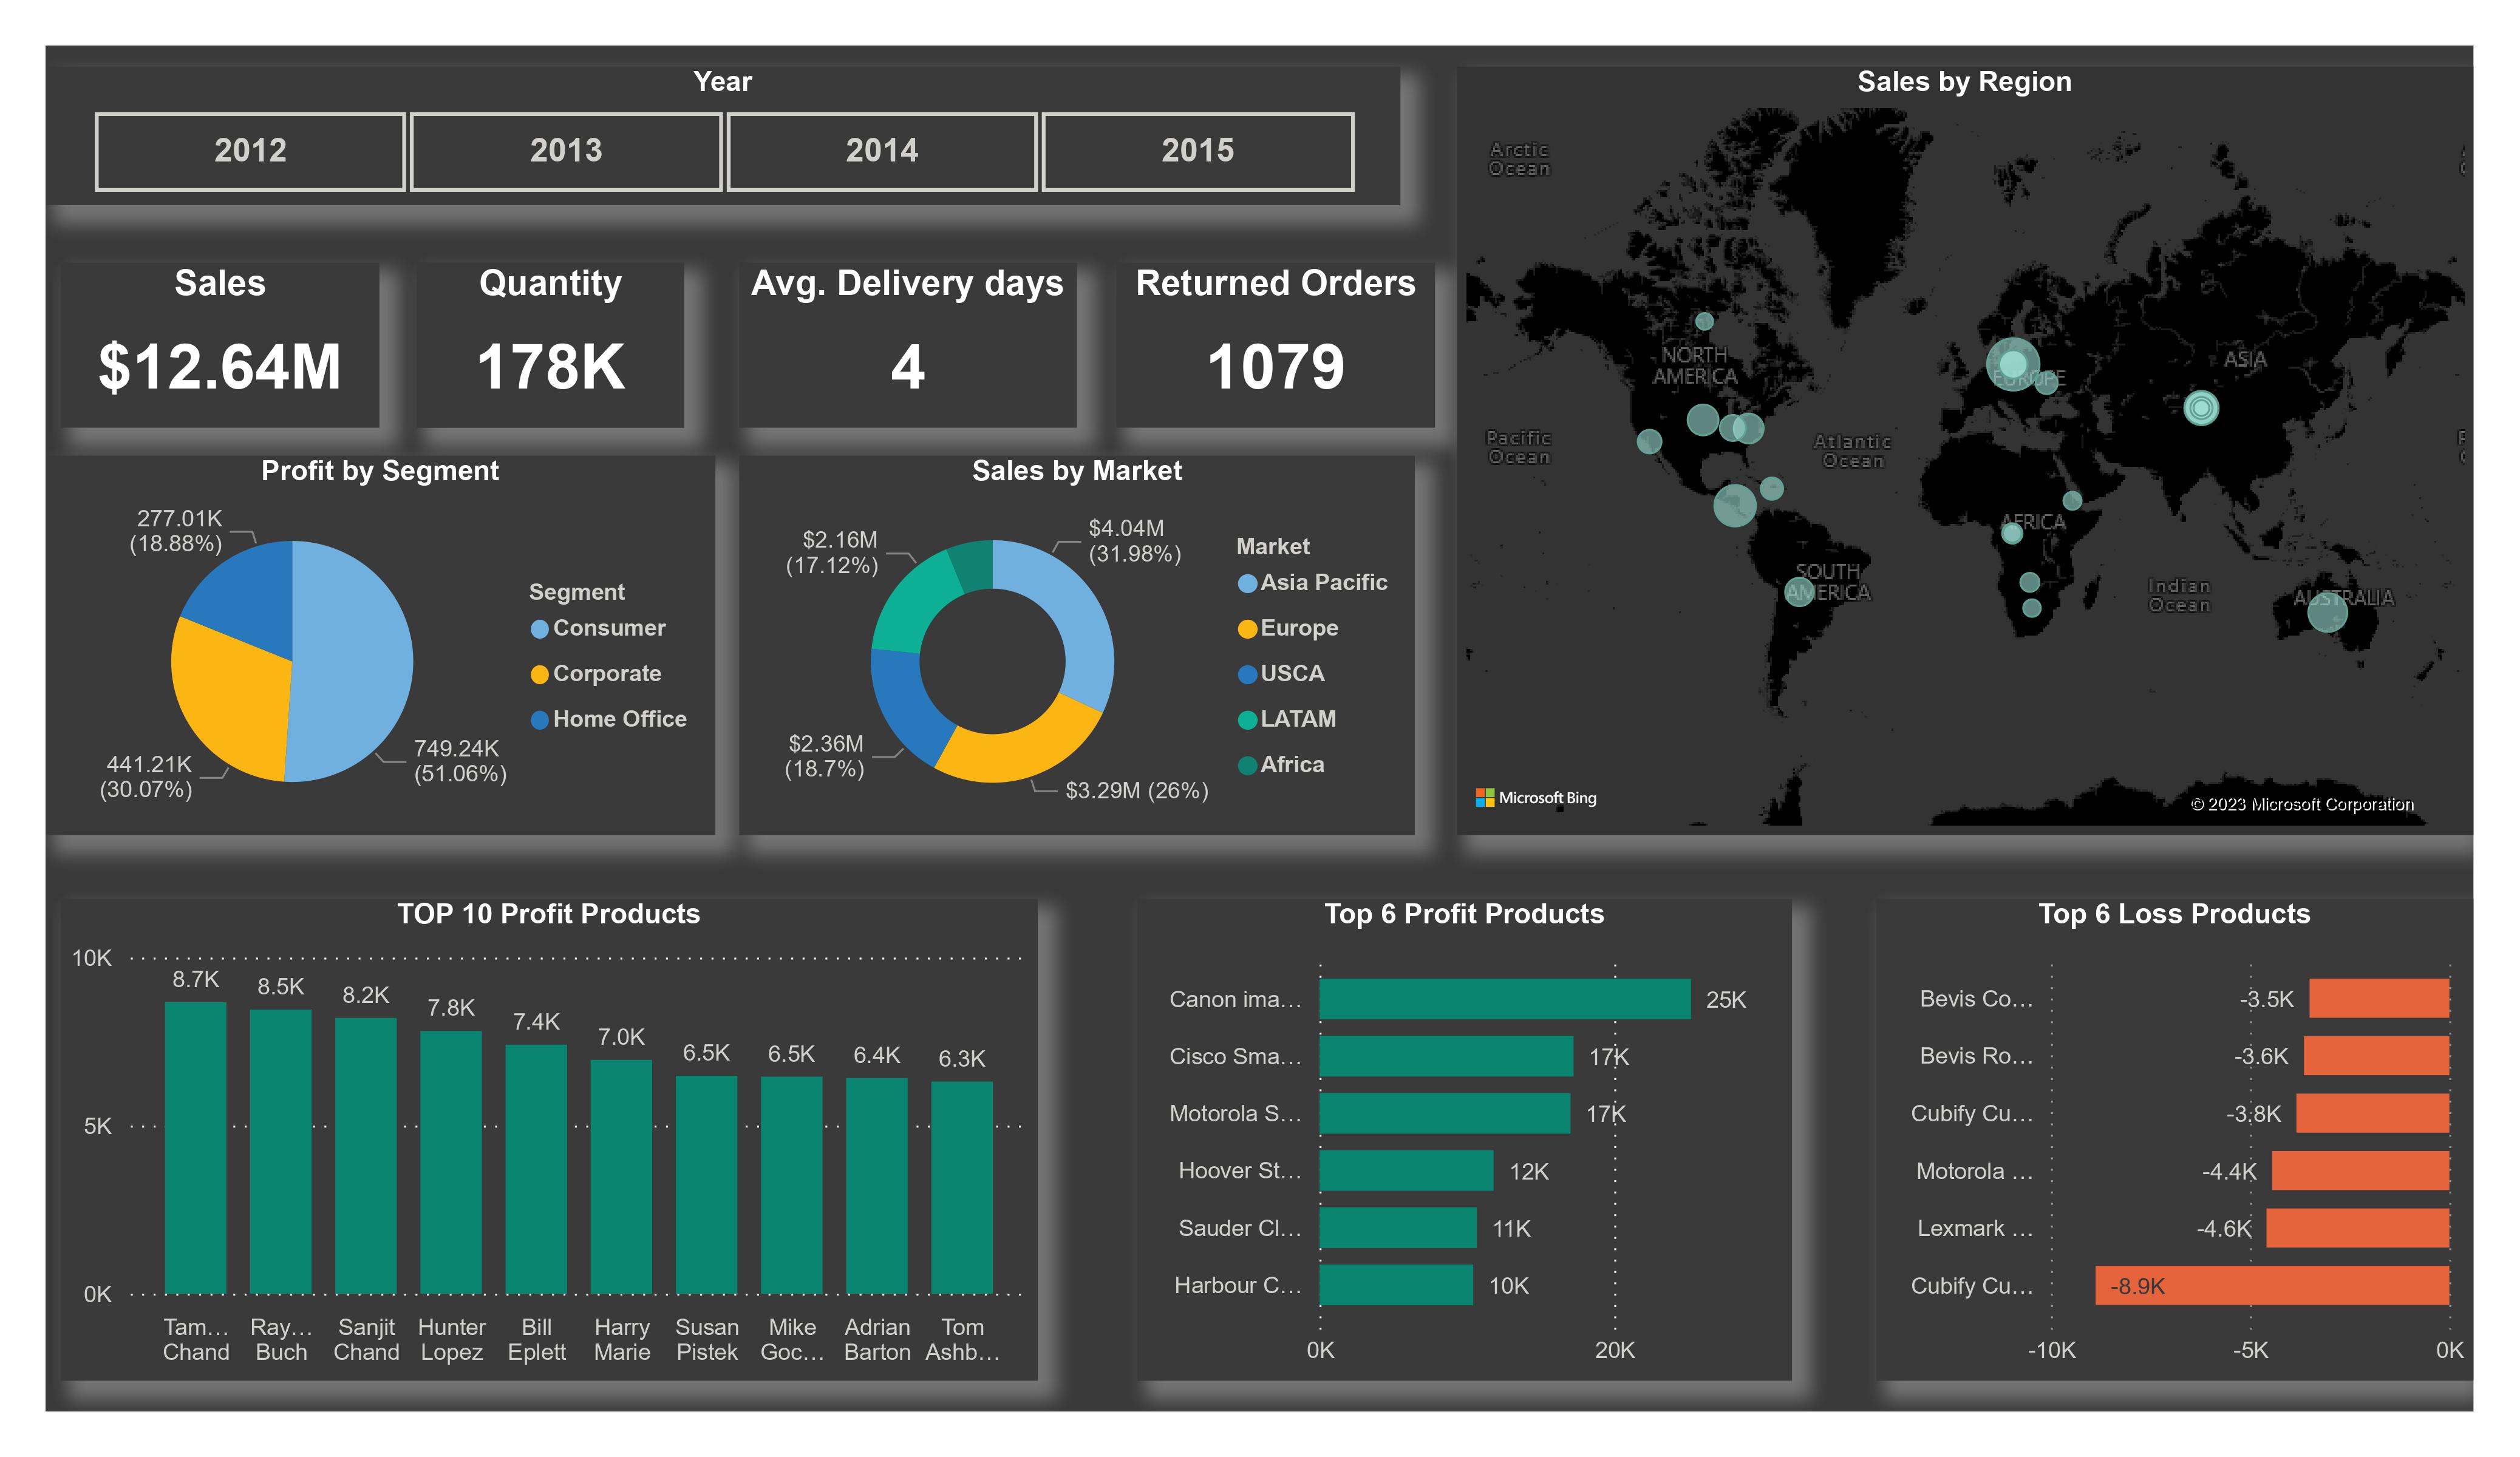 Year
2012
2013
2014
2015
Sales by Region
Sales
$12.64M
Quantity
178K
Avg. Delivery days
4
Returned Orders
1079
Profit by Segment
277.01K
(18.88%)
441.21K
(30.07%)
749.24K
(51.06%)
Segment
Consumer
Corporate
Home Office
Sales by Market
$2.16M
(17.12%)
$4.04M
(31.98%)
$2.36M
(18.7%)
$3.29M (26%)
Market
Asia Pacific
Europe
USCA
LATAM
Africa
Arctic
Ocean
NORTH
AMERICA
EUROPE
ASIA
Pacific
Ocean
Atlantic
Ocean
AFRICA
SOUTH
AMERICA
Indian
Ocean
AUSTRALIA
Microsoft Bing
© 2023 Microsoft Corporation
TOP 10 Profit Products
10K
5K
0K
8.7K
8.5K
8.2K
7.8K
7.4K
7.0K
6.5K
6.5K
6.4K
6.3K
Tam…
Chand
Ray…
Buch
Sanjit
Chand
Hunter
Lopez
Bill
Eplett
Harry
Marie
Susan
Pistek
Mike
Goc…
Adrian
Barton
Tom
Ashb…
Top 6 Profit Products
Canon ima… 25K
Cisco Sma… 17K
Motorola S… 17K
Hoover St… 12K
Sauder Cl… 11K
Harbour C… 10K
0K 20K
Top 6 Loss Products
Bevis Co… -3.5K
Bevis Ro… -3.6K
Cubify Cu… -3.8K
Motorola … -4.4K
Lexmark … -4.6K
Cubify Cu… -8.9K
-10K -5K 0K